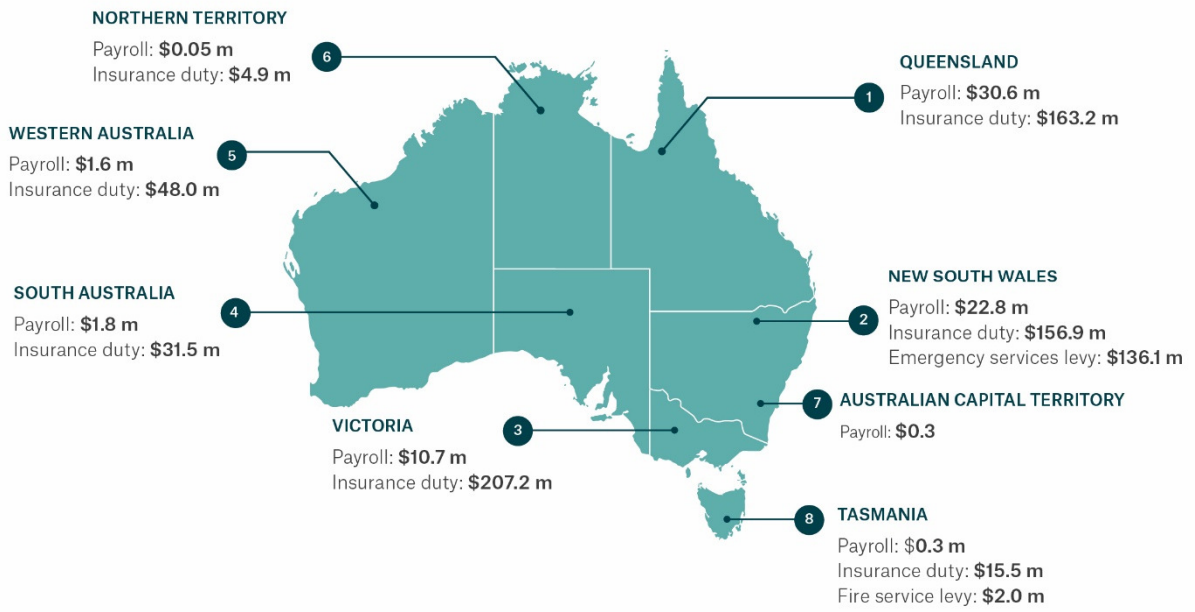 NORTHERN TERRITORY
Payroll: $0.05 m
Insurance duty: $4.9 m
6
QUEENSLAND
Payroll: $30.6 m
Insurance duty: $163.2 m
1
WESTERN AUSTRALIA
Payroll: $1.6 m
Insurance duty: $48.0 m
5
SOUTH AUSTRALIA
Payroll: $1.8 m
Insurance duty: $31.5 m
4
NEW SOUTH WALES
Payroll: $22.8 m
Insurance duty: $156.9 m
Emergency services levy: $136.1 m
2
7
AUSTRALIAN CAPITAL TERRITORY
Payroll: $0.3
VICTORIA
Payroll: $10.7 m
Insurance duty: $207.2 m
3
8
TASMANIA
Payroll: $0.3 m
Insurance duty: $15.5 m
Fire service levy: $2.0 m